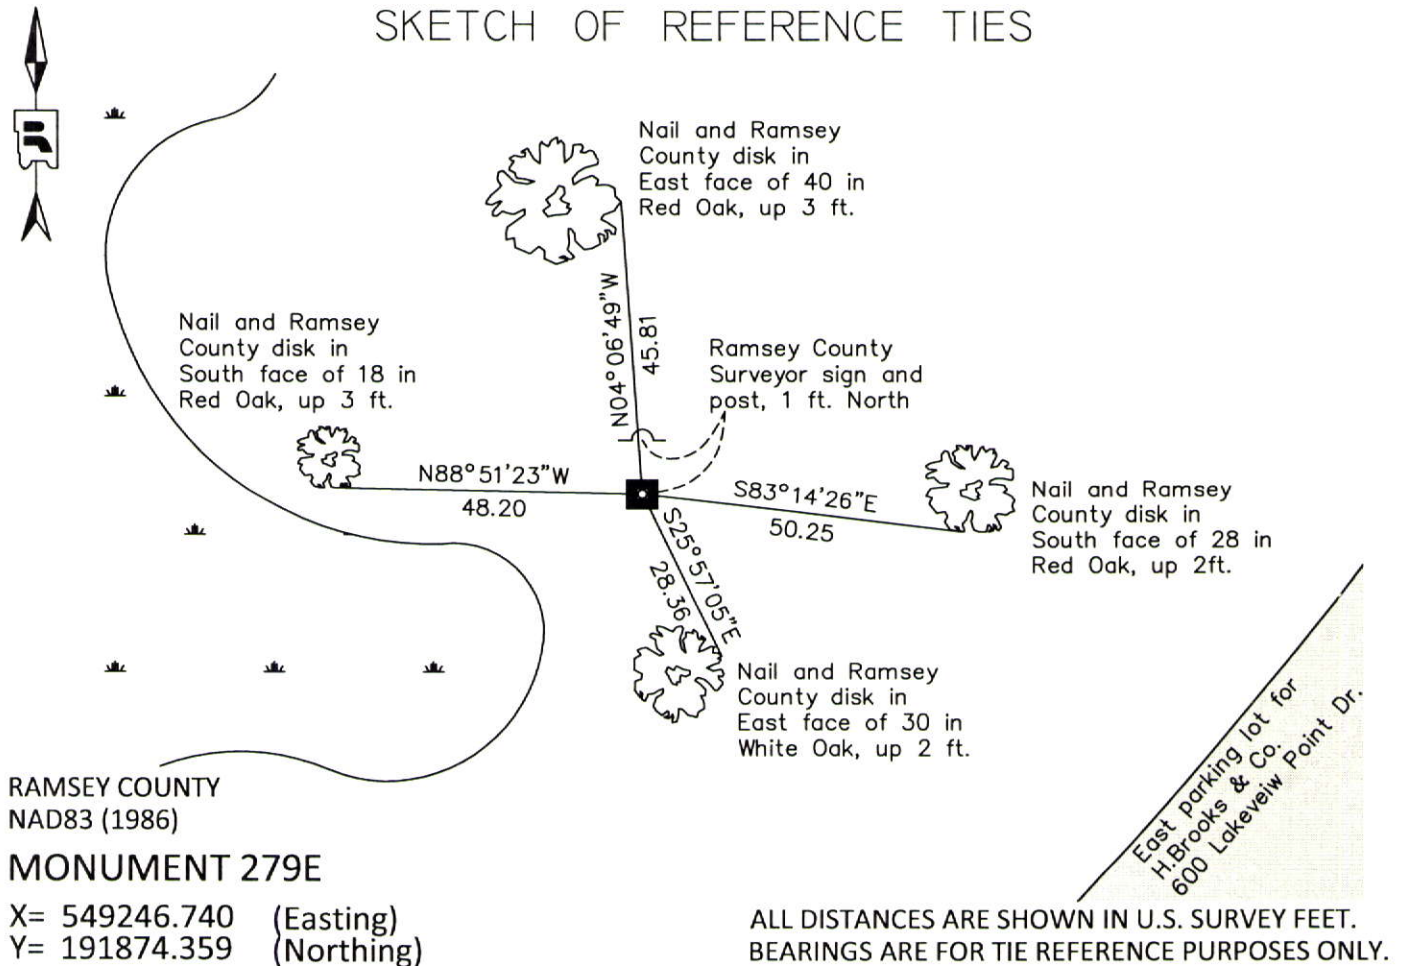 SKETCH OF REFERENCE TIES
Nail and Ramsey
County disk in
East face of 40 in
Red Oak, up 3 ft.
N04°06'49"W
45.81
Nail and Ramsey
County disk in
South face of 18 in
Red Oak, up 3 ft.
Ramsey County
Surveyor sign and
post, 1 ft. North
N88°51'23"W
48.20
S83°14'26"E
50.25
Nail and Ramsey
County disk in
South face of 28 in
Red Oak, up 2ft.
S25°57'05"E
28.36
Nail and Ramsey
County disk in
East face of 30 in
White Oak, up 2 ft.
East parking lot for
H.Brooks & Co.
600 Lakeveiw Point Dr.
RAMSEY COUNTY
NAD83 (1986)
MONUMENT 279E
X= 549246.740 (Easting)
Y= 191874.359 (Northing)
ALL DISTANCES ARE SHOWN IN U.S. SURVEY FEET.
BEARINGS ARE FOR TIE REFERENCE PURPOSES ONLY.